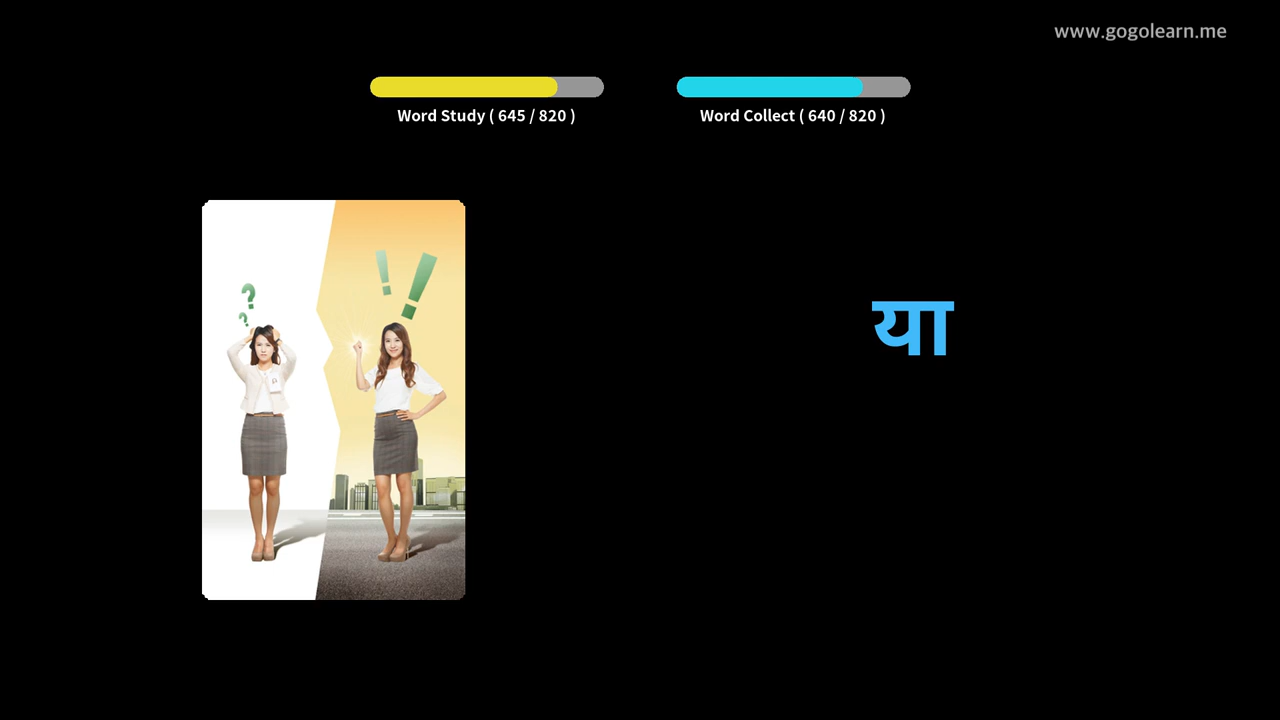 www.gogolearn.me
Word Study ( 645 / 820 )
Word Collect ( 640 / 820 )
? ?
! !
या